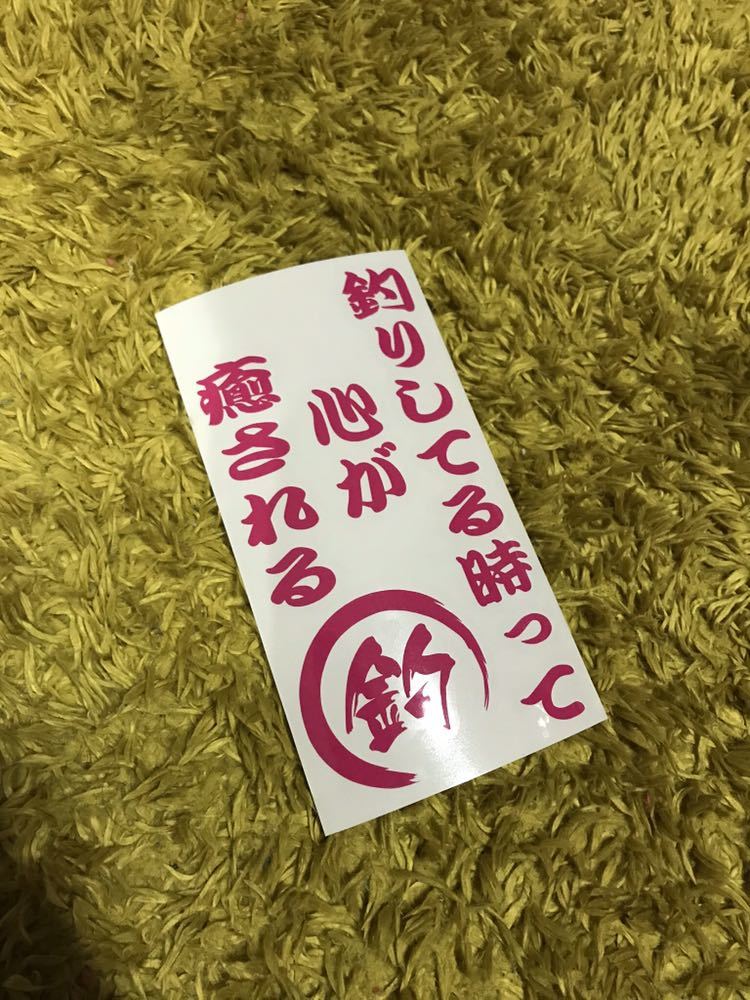 釣りしてる時って
心が
癒される
釣